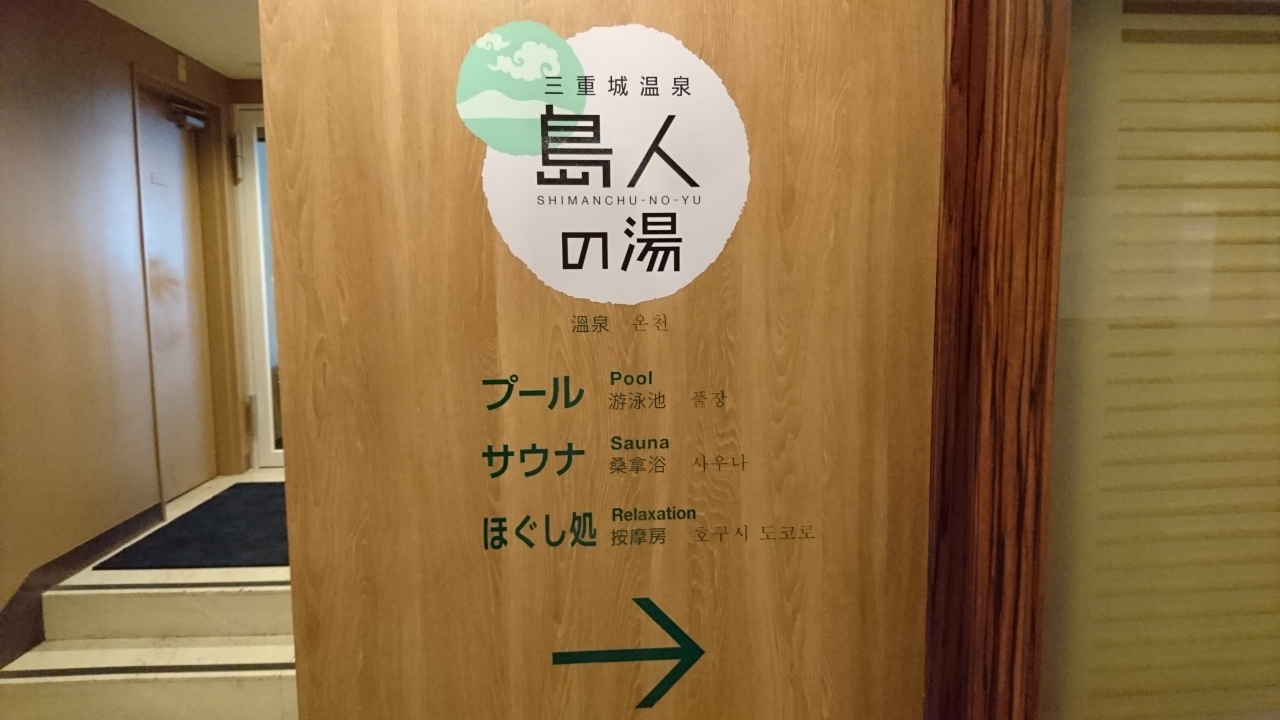 三重城温泉
島人
SHIMANCHU-NO-YU
の湯
溫泉 온천
プール Pool
游泳池 풀장
サウナ Sauna
桑拿浴 사우나
ほぐし処 Relaxation
按摩房 호구시 도코로